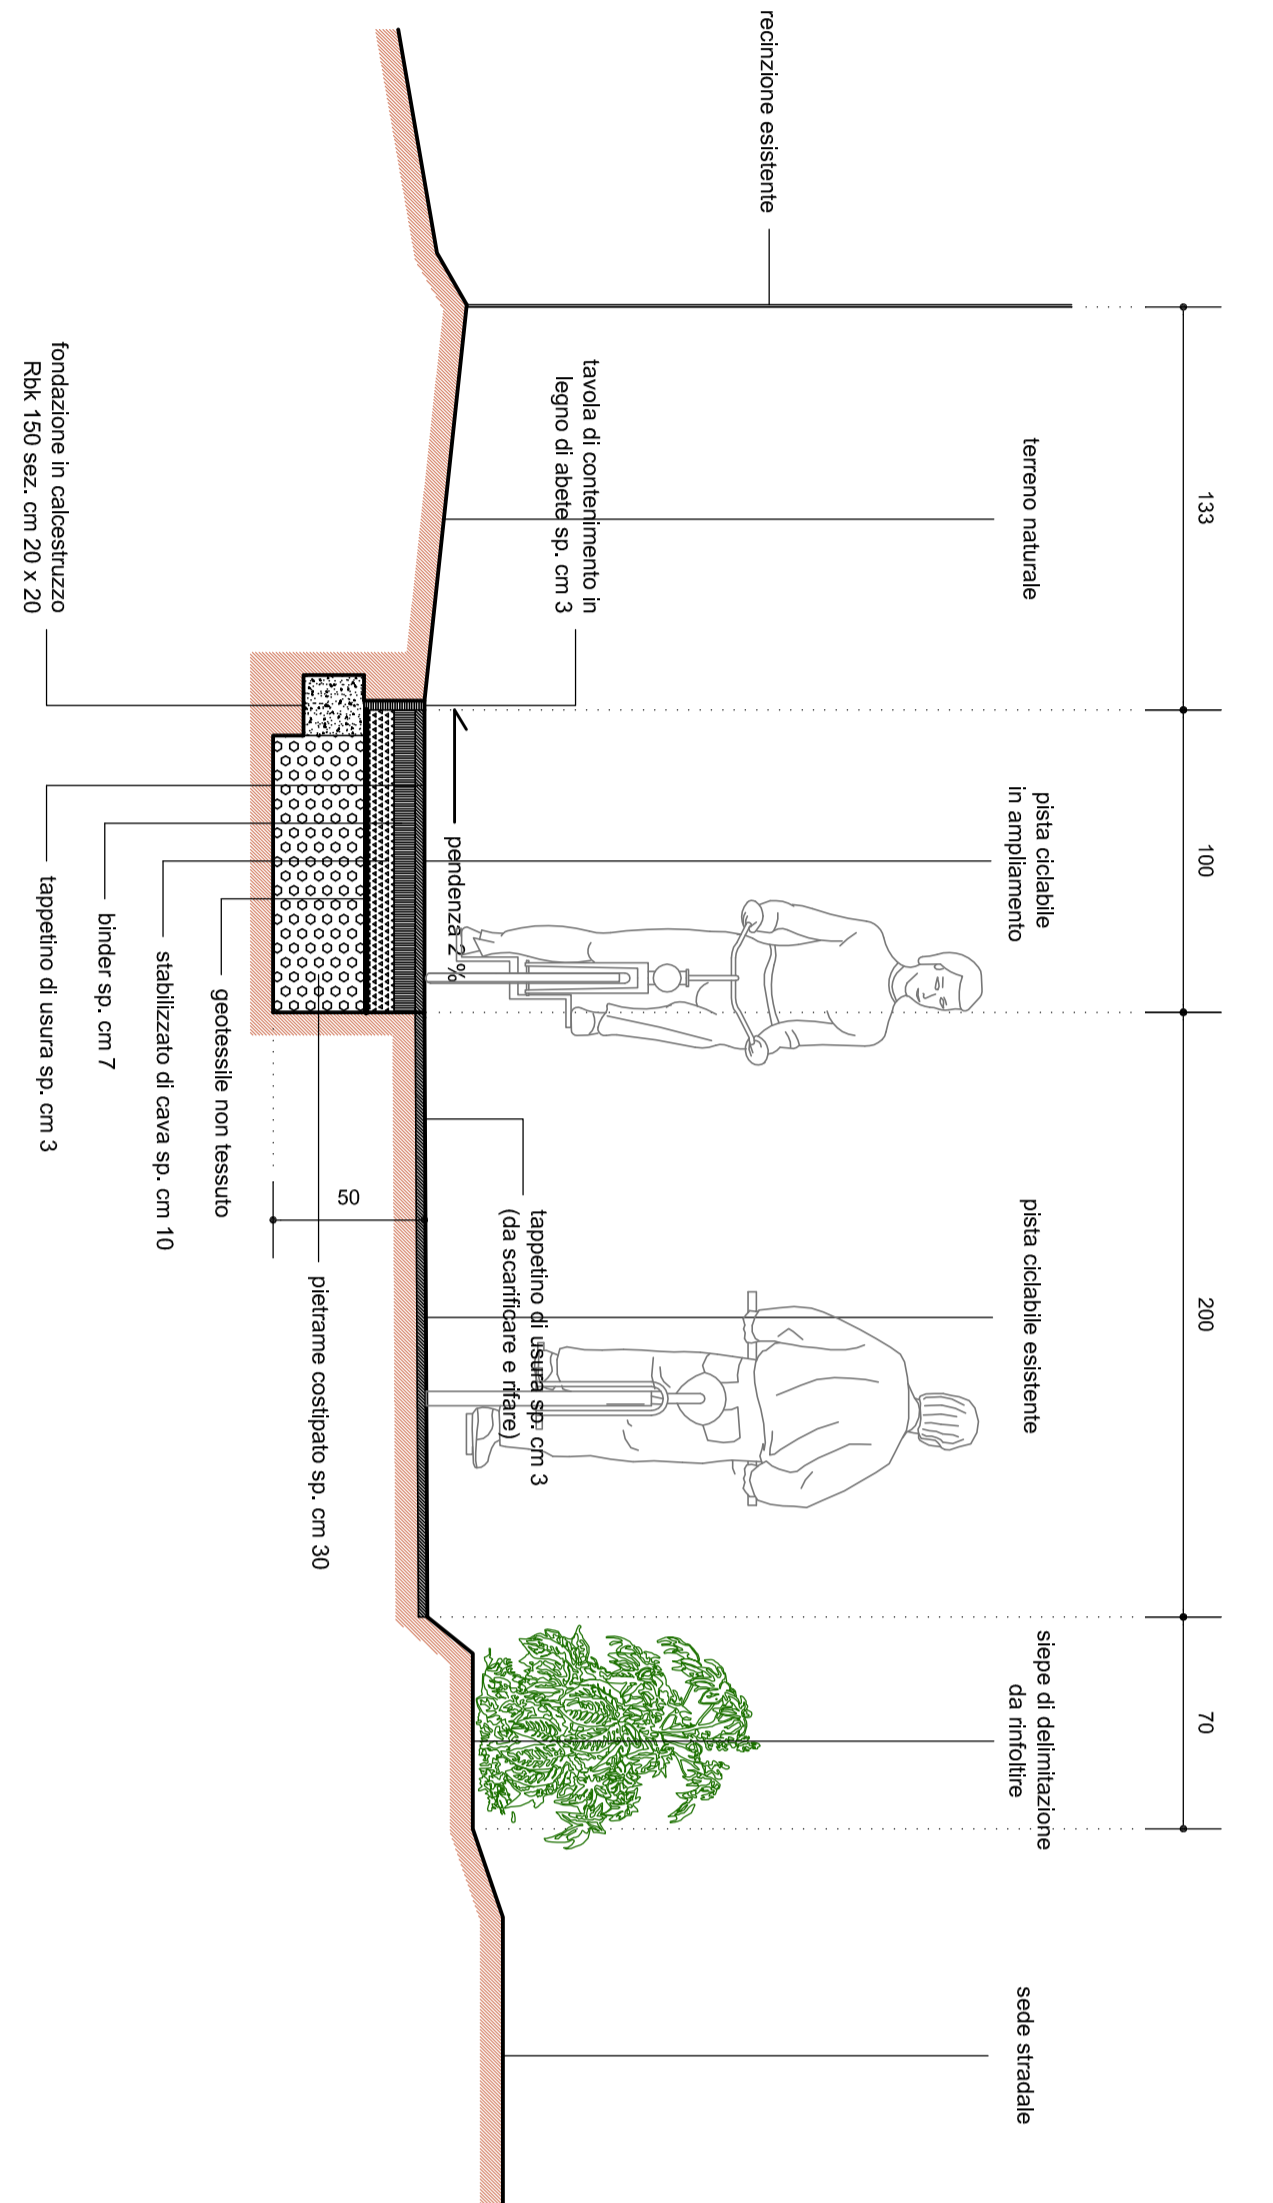 recinzione esistente
133
100
200
70
terreno naturale
pista ciclabile
in ampliamento
pista ciclabile esistente
siepe di delimitazione
da rinfoltire
sede stradale
tavola di contenimento in
legno di abete sp. cm 3
pendenza 2 %
tappetino di usura sp. cm 3
(da scarificare e rifare)
50
fondazione in calcestruzzo
Rbk 150 sez. cm 20 x 20
pietrame costipato sp. cm 30
geotessile non tessuto
stabilizzato di cava sp. cm 10
binder sp. cm 7
tappetino di usura sp. cm 3